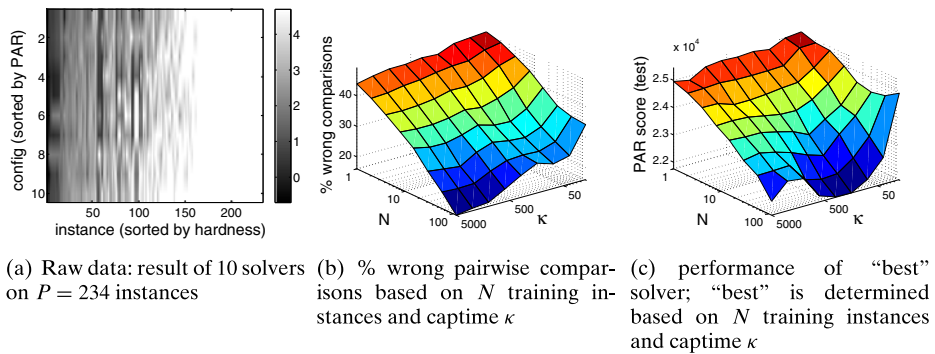 config (sorted by PAR)
2
4
6
8
10
50
100
150
200
instance (sorted by hardness)
4
3
2
1
0
% wrong comparisons
40
30
20
1
10
100
N
5000
500
50
κ
x 10⁴
PAR score (test)
2.5
2.4
2.3
2.2
1
10
100
N
5000
500
50
κ
(a) Raw data: result of 10 solvers
on P = 234 instances
(b) % wrong pairwise compar-
isons based on N training in-
stances and captime κ
(c) performance of “best”
solver; “best” is determined
based on N training instances
and captime κ